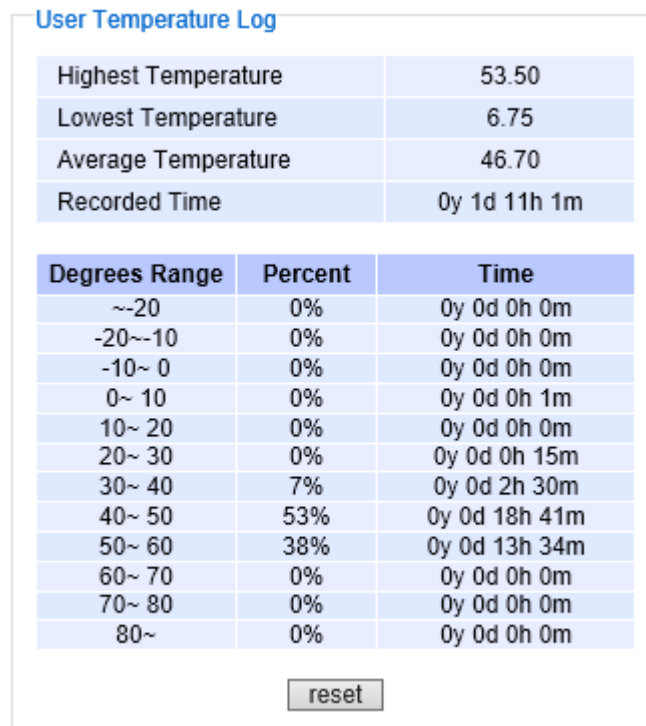 User Temperature Log
Highest Temperature 53.50
Lowest Temperature 6.75
Average Temperature 46.70
Recorded Time 0y 1d 11h 1m
Degrees Range Percent Time
~-20 0% 0y 0d 0h 0m
-20~-10 0% 0y 0d 0h 0m
-10~ 0 0% 0y 0d 0h 0m
0~ 10 0% 0y 0d 0h 1m
10~ 20 0% 0y 0d 0h 0m
20~ 30 0% 0y 0d 0h 15m
30~ 40 7% 0y 0d 2h 30m
40~ 50 53% 0y 0d 18h 41m
50~ 60 38% 0y 0d 13h 34m
60~ 70 0% 0y 0d 0h 0m
70~ 80 0% 0y 0d 0h 0m
80~ 0% 0y 0d 0h 0m
reset